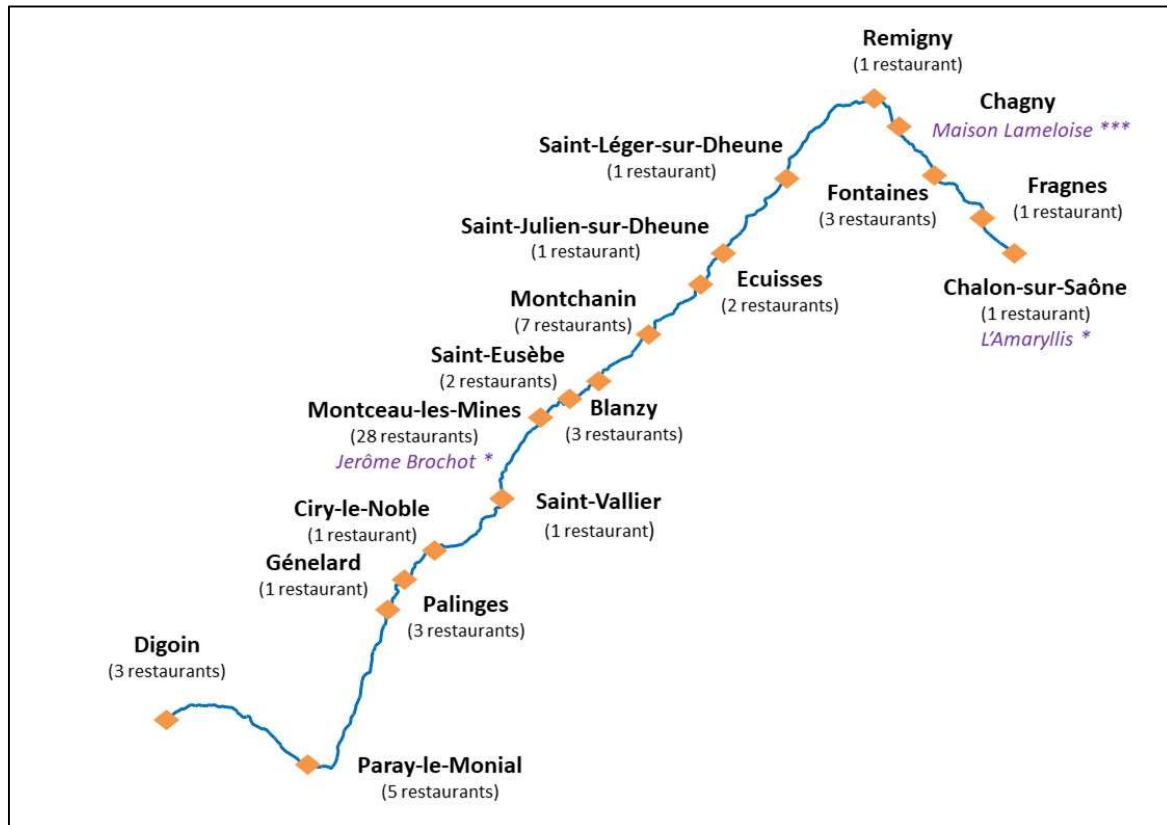 Remigny
(1 restaurant)
Chagny
Maison Lameloise ***
Saint-Léger-sur-Dheune
(1 restaurant)
Fontaines
(3 restaurants)
Fragnes
(1 restaurant)
Saint-Julien-sur-Dheune
(1 restaurant)
Ecuisses
(2 restaurants)
Chalon-sur-Saône
(1 restaurant)
L'Amaryllis *
Montchanin
(7 restaurants)
Saint-Eusèbe
(2 restaurants)
Blanzy
(3 restaurants)
Montceau-les-Mines
(28 restaurants)
Jerôme Brochot *
Saint-Vallier
(1 restaurant)
Ciry-le-Noble
(1 restaurant)
Génelard
(1 restaurant)
Palinges
(3 restaurants)
Digoin
(3 restaurants)
Paray-le-Monial
(5 restaurants)